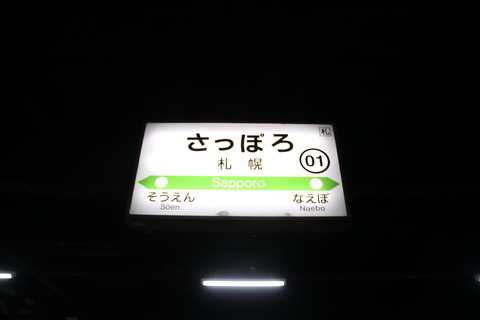 札
さっぽろ
札幌
01
Sapporo
そうえん なえぼ
Sōen Naebo